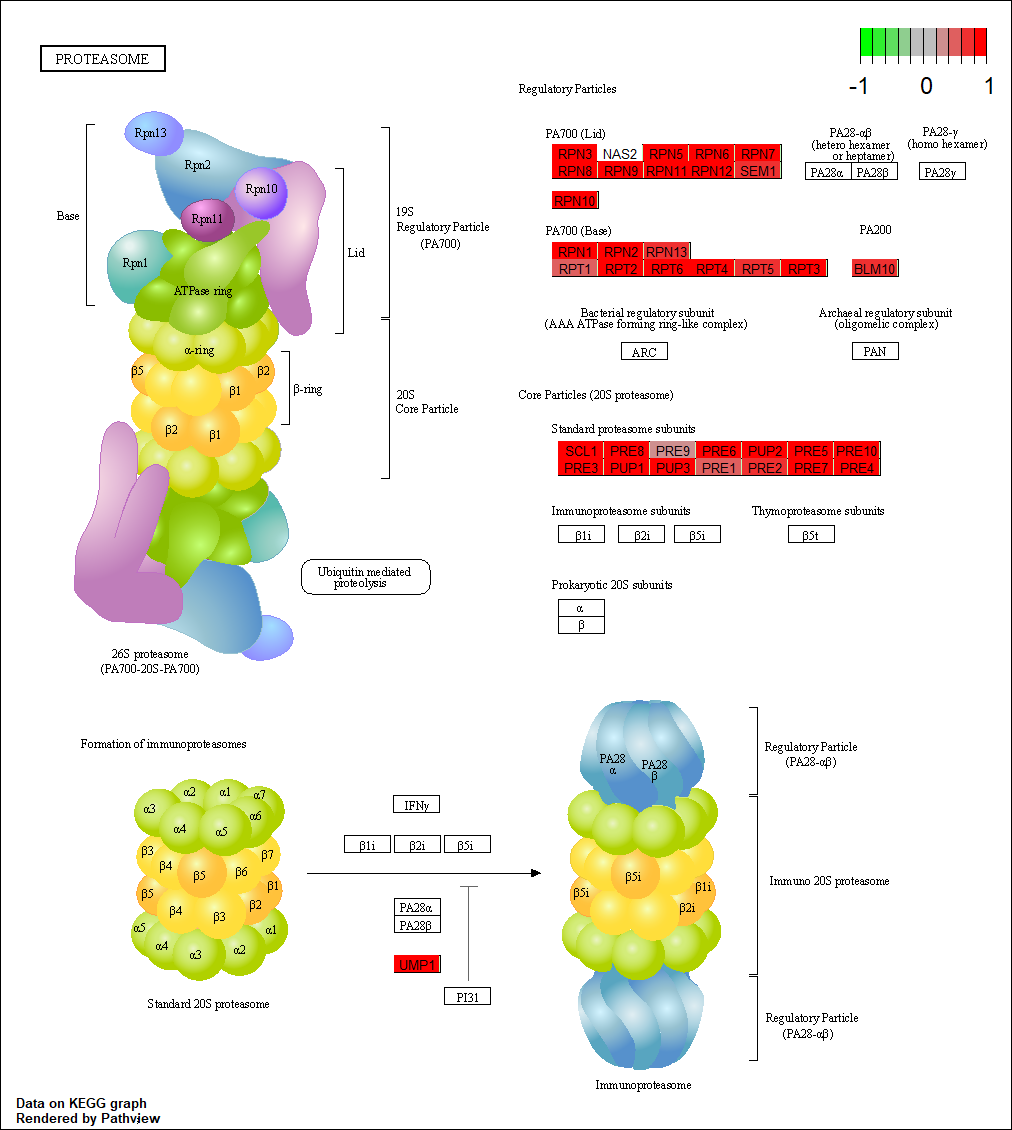 PROTEASOME
-1 0 1
Regulatory Particles
PA700 (Lid)
RPN3 NAS2 RPN5 RPN6 RPN7
RPN8 RPN9 RPN11 RPN12 SEM1
RPN10
PA28-αβ
(hetero hexamer
or heptamer)
PA28α PA28β
PA28-γ
(homo hexamer)
PA28γ
PA700 (Base)
RPN1 RPN2 RPN13
RPT1 RPT2 RPT6 RPT4 RPT5 RPT3
PA200
BLM10
Bacterial regulatory subunit
(AAA ATPase forming ring-like complex)
ARC
Archaeal regulatory subunit
(oligomelic complex)
PAN
Core Particles (20S proteasome)
Standard proteasome subunits
SCL1 PRE8 PRE9 PRE6 PUP2 PRE5 PRE10
PRE3 PUP1 PUP3 PRE1 PRE2 PRE7 PRE4
Immunoproteasome subunits
β1i β2i β5i
Thymoproteasome subunits
β5t
Prokaryotic 20S subunits
α
β
Rpn13
Rpn2
Rpn10
Rpn11
Rpn1
ATPase ring
Base
Lid
19S
Regulatory Particle
(PA700)
α-ring
β5 β2
β1
β2 β1
β-ring
20S
Core Particle
Ubiquitin mediated
proteolysis
26S proteasome
(PA700-20S-PA700)
Formation of immunoproteasomes
α2 α1 α7
α3 α6
α4 α5
β3 β7
β4 β5 β6
β5 β1
β4 β3 β2
α5 α1
α4 α3 α2
Standard 20S proteasome
IFNγ
β1i β2i β5i
PA28α
PA28β
UMP1
PI31
PA28
α
PA28
β
Regulatory Particle
(PA28-αβ)
β5i
β5i β1i
β2i
Immuno 20S proteasome
Regulatory Particle
(PA28-αβ)
Immunoproteasome
Data on KEGG graph
Rendered by Pathview